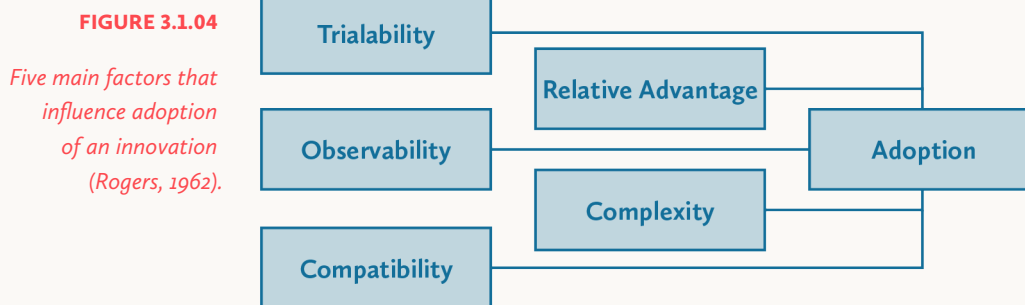 FIGURE 3.1.04
Five main factors that
influence adoption
of an innovation
(Rogers, 1962).
Trialability
Relative Advantage
Observability
Adoption
Complexity
Compatibility